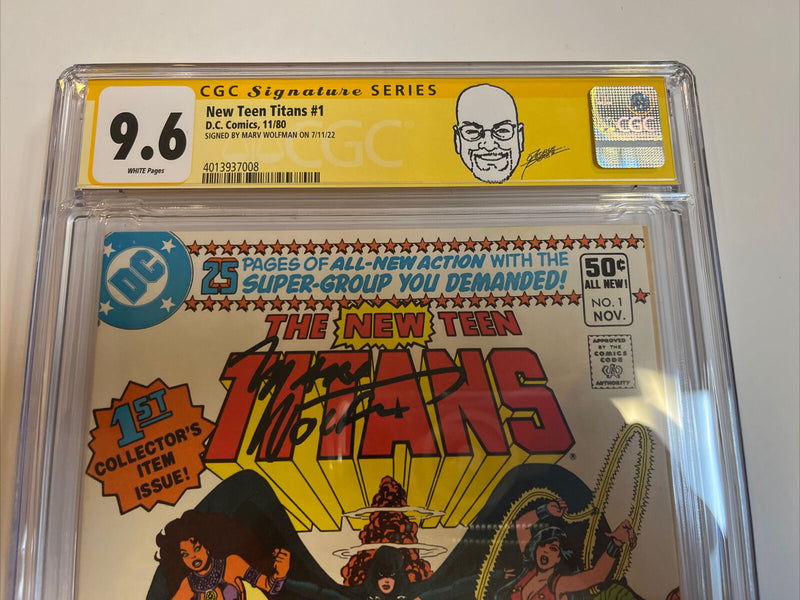 CGC Signature SERIES
9.6
WHITE Pages
New Teen Titans #1
D.C. Comics, 11/80
SIGNED BY MARV WOLFMAN ON 7/11/22
4013937008
CGC
CGC
DC
25 PAGES OF ALL-NEW ACTION WITH THE
SUPER-GROUP YOU DEMANDED!
50¢
ALL NEW!
NO. 1
NOV.
THE NEW TEEN
TITANS
®
Marv
Wolfman
APPROVED
BY THE
COMICS
CODE
AUTHORITY
1ST
COLLECTOR'S
ITEM
ISSUE!